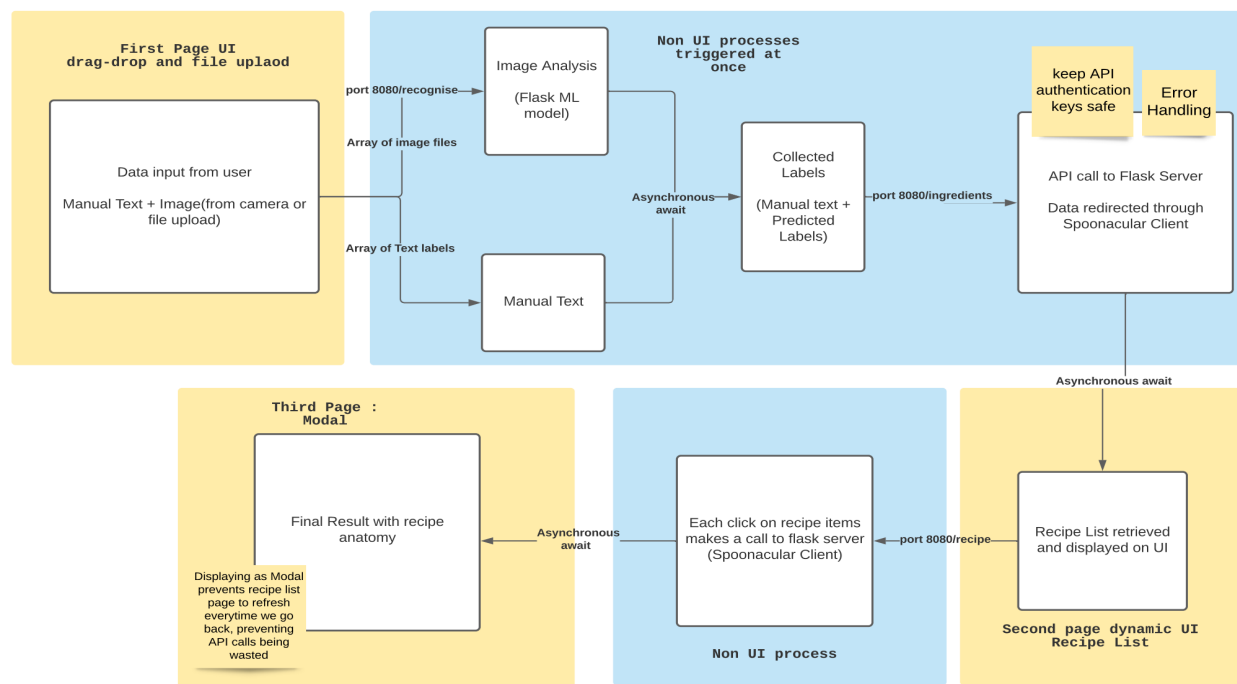 First Page UI
drag-drop and file uplaod
Data input from user
Manual Text + Image(from camera or
file upload)
port 8080/recognise
Array of image files
Array of Text labels
Non UI processes
triggered at
once
Image Analysis
(Flask ML
model)
Manual Text
Asynchronous
await
Collected
Labels
(Manual text +
Predicted
Labels)
port 8080/ingredients
keep API
authentication
keys safe
Error
Handling
API call to Flask Server
Data redirected through
Spoonacular Client
Asynchronous await
Recipe List retrieved
and displayed on UI
Second page dynamic UI
Recipe List
port 8080/recipe
Each click on recipe items
makes a call to flask server
(Spoonacular Client)
Non UI process
Asynchronous
await
Third Page :
Modal
Final Result with recipe
anatomy
Displaying as Modal
prevents recipe list
page to refresh
everytime we go
back, preventing
API calls being
wasted